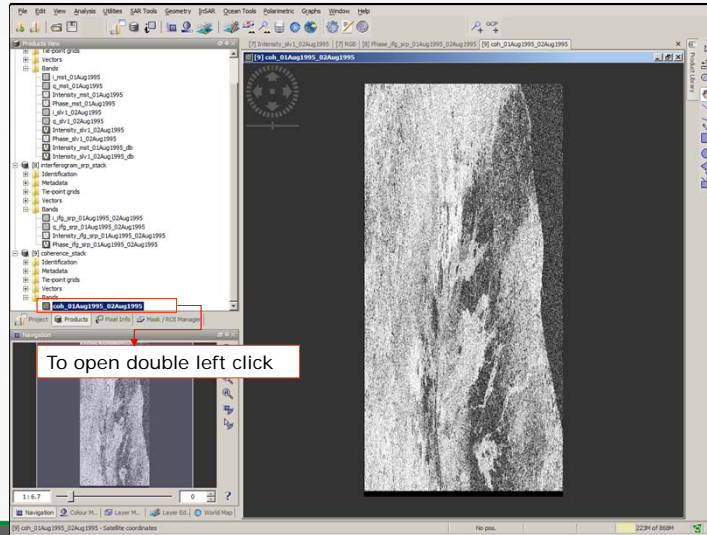 File Edit View Analysis Utilities SAR Tools Geometry InSAR Ocean Tools Polarimetric Graphs Window Help
GCP
Products View
[7] Intensity_slv1_02Aug1995 [7] RGB [8] Phase_ifg_srp_01Aug1995_02Aug1995 [9] coh_01Aug1995_02Aug1995
[9] coh_01Aug1995_02Aug1995
Product Library
Tie-point grids
Vectors
Bands
i_mst_01Aug1995
q_mst_01Aug1995
Intensity_mst_01Aug1995
Phase_mst_01Aug1995
i_slv1_02Aug1995
q_slv1_02Aug1995
Intensity_slv1_02Aug1995
Phase_slv1_02Aug1995
Intensity_mst_01Aug1995_db
Intensity_slv1_02Aug1995_db
[8] interferogram_srp_stack
Identification
Metadata
Tie-point grids
Vectors
Bands
i_ifg_srp_01Aug1995_02Aug1995
q_ifg_srp_01Aug1995_02Aug1995
Intensity_ifg_srp_01Aug1995_02Aug1995
Phase_ifg_srp_01Aug1995_02Aug1995
[9] coherence_stack
Identification
Metadata
Tie-point grids
Vectors
Bands
coh_01Aug1995_02Aug1995
Project Products Pixel Info Mask / ROI Manager
Navigation
To open double left click
1: 6.7 0 ?
Navigation Colour M... Layer M... Layer Ed... World Map
[9] coh_01Aug1995_02Aug1995 - Satellite coordinates No pos. 223M of 868M